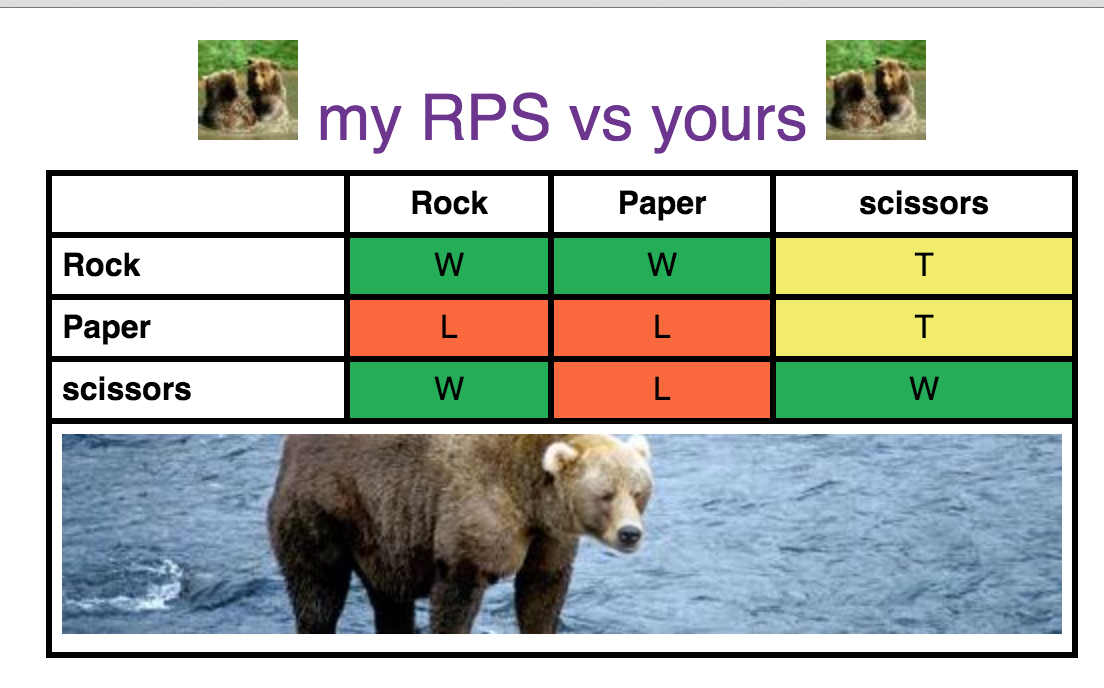 my RPS vs yours
Rock Paper scissors
Rock W W T
Paper L L T
scissors W L W